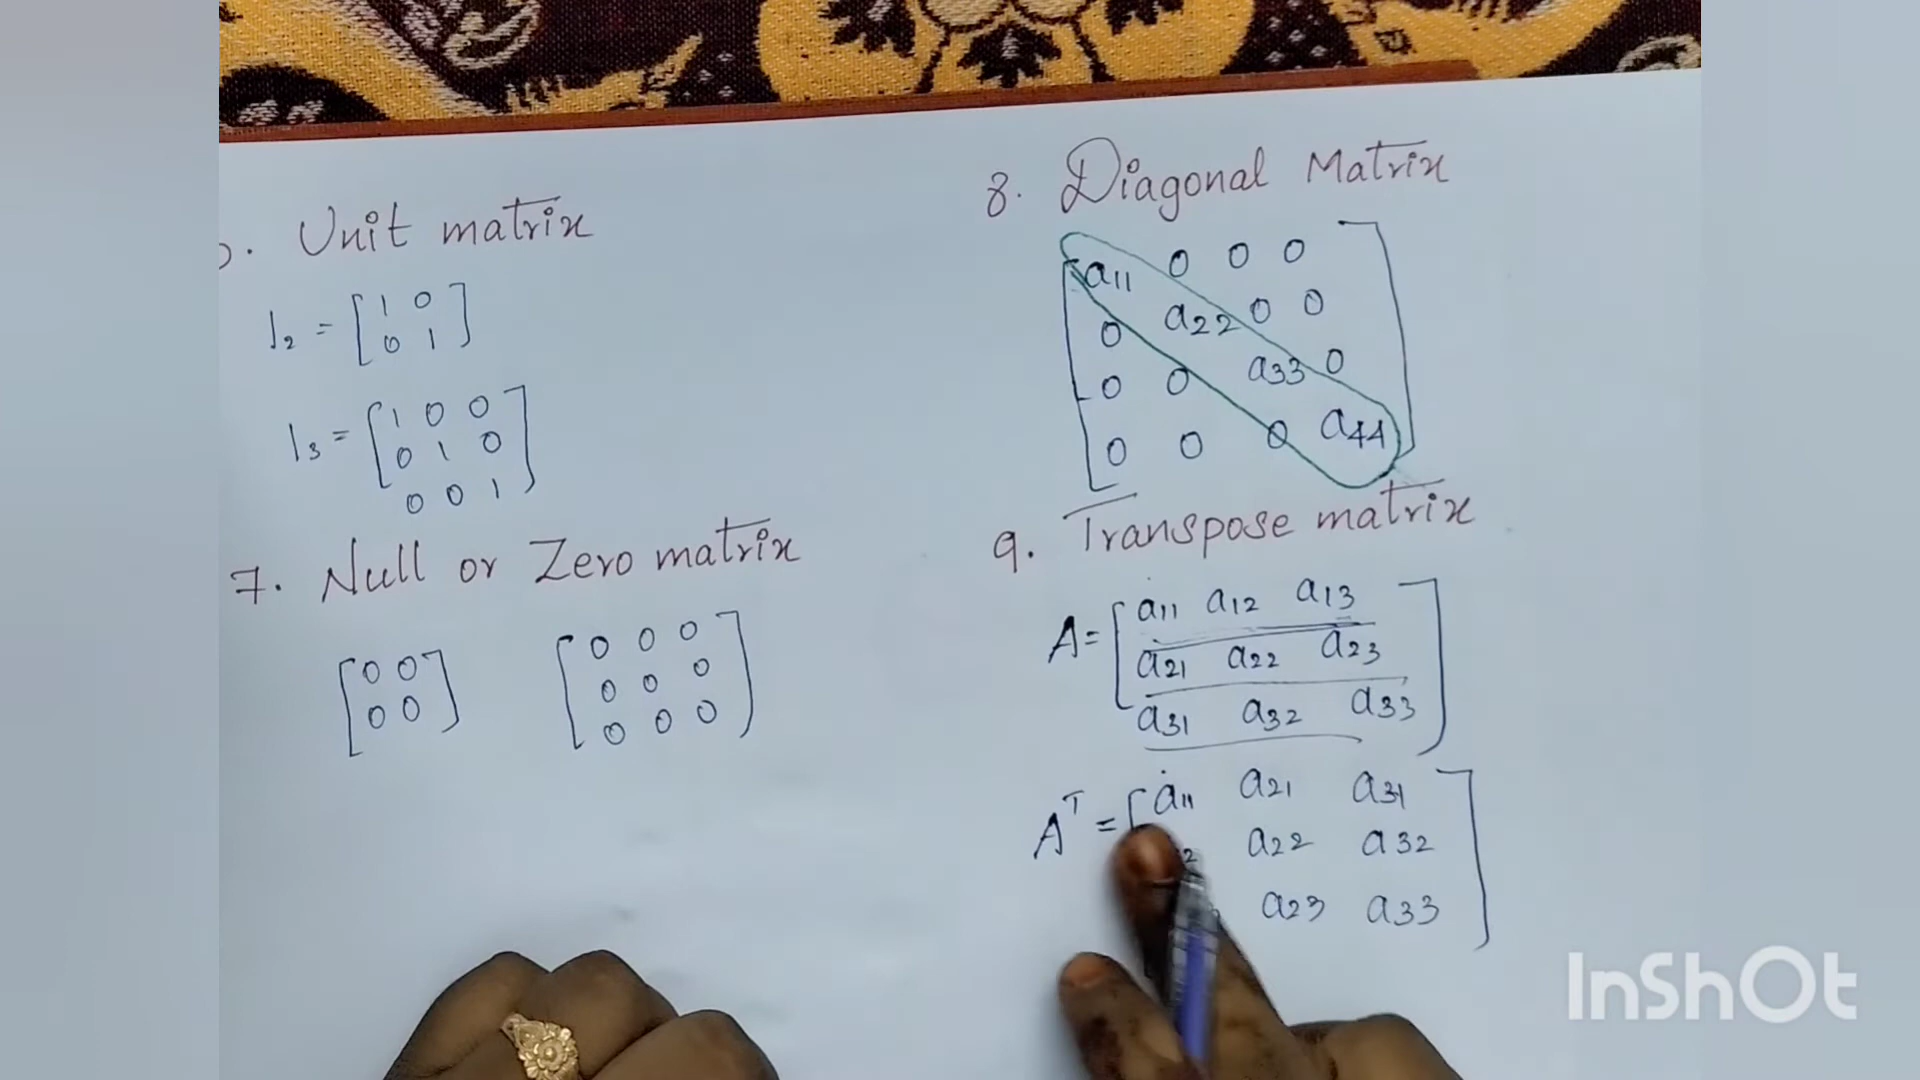 . Unit matrix
I2 = [1 0
0 1]
I3 = [1 0 0
0 1 0
0 0 1]
7. Null or Zero matrix
[0 0
0 0]
[0 0 0
0 0 0
0 0 0]
8. Diagonal Matrix
[a11 0 0 0
0 a22 0 0
0 0 a33 0
0 0 0 a44]
9. Transpose matrix
A = [a11 a12 a13
a21 a22 a23
a31 a32 a33]
A^T = [a11 a21 a31
a22 a32
a23 a33]
InShOt